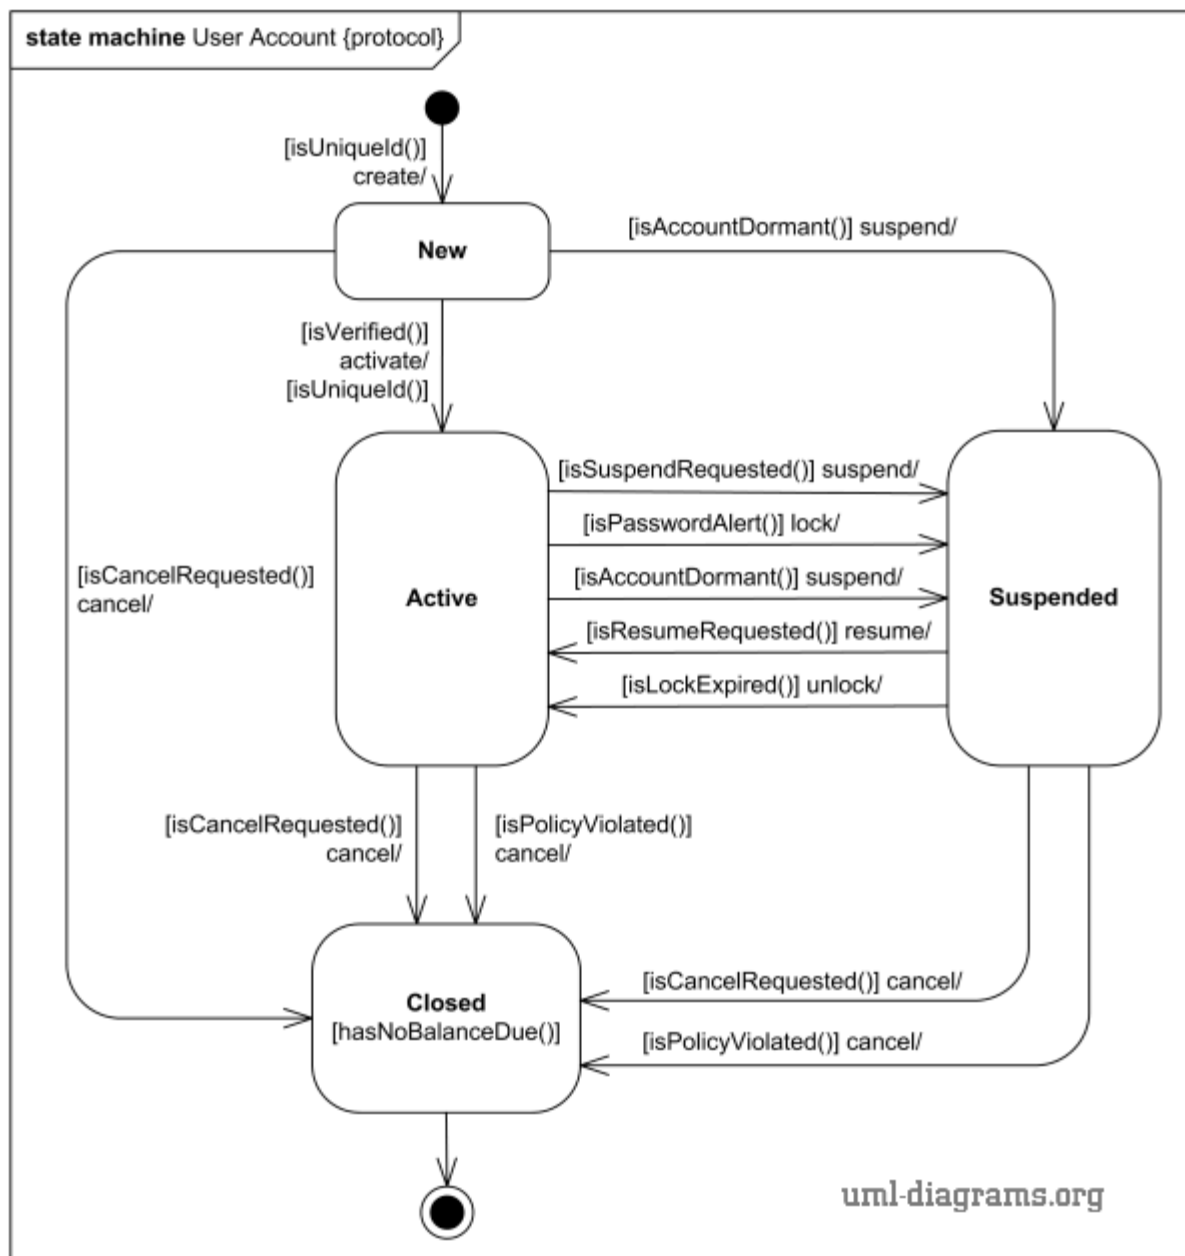 state machine User Account {protocol}
[isUniqueId()]
create/
[isAccountDormant()] suspend/
New
[isVerified()]
activate/
[isUniqueId()]
[isSuspendRequested()] suspend/
[isPasswordAlert()] lock/
[isCancelRequested()]
cancel/
[isAccountDormant()] suspend/
Active
Suspended
[isResumeRequested()] resume/
[isLockExpired()] unlock/
[isCancelRequested()]
cancel/
[isPolicyViolated()]
cancel/
Closed
[hasNoBalanceDue()]
[isCancelRequested()] cancel/
[isPolicyViolated()] cancel/
uml-diagrams.org